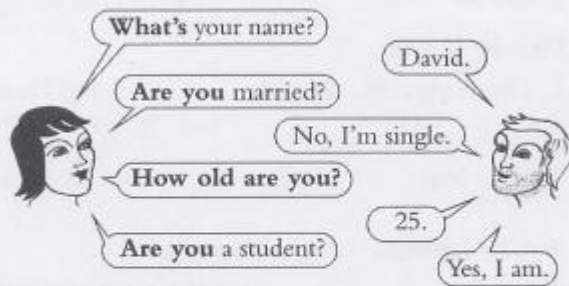 What's your name?
David.
Are you married?
No, I'm single.
How old are you?
25.
Are you a student?
Yes, I am.